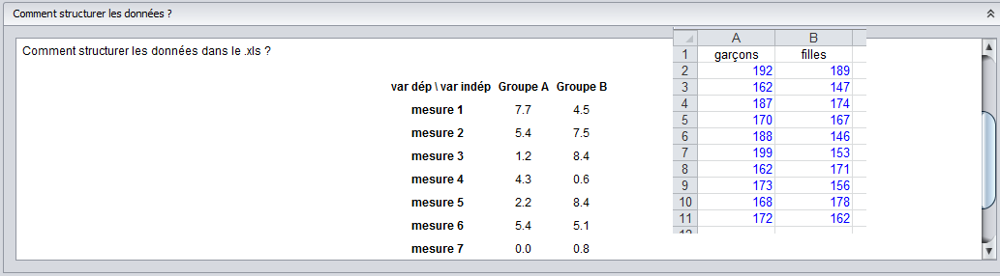 Comment structurer les données ?
Comment structurer les données dans le .xls ?
var dép \ var indép Groupe A Groupe B
mesure 1 7.7 4.5
mesure 2 5.4 7.5
mesure 3 1.2 8.4
mesure 4 4.3 0.6
mesure 5 2.2 8.4
mesure 6 5.4 5.1
mesure 7 0.0 0.8
A B
1 garçons filles
2 192 189
3 162 147
4 187 174
5 170 167
6 188 146
7 199 153
8 162 171
9 173 156
10 168 178
11 172 162